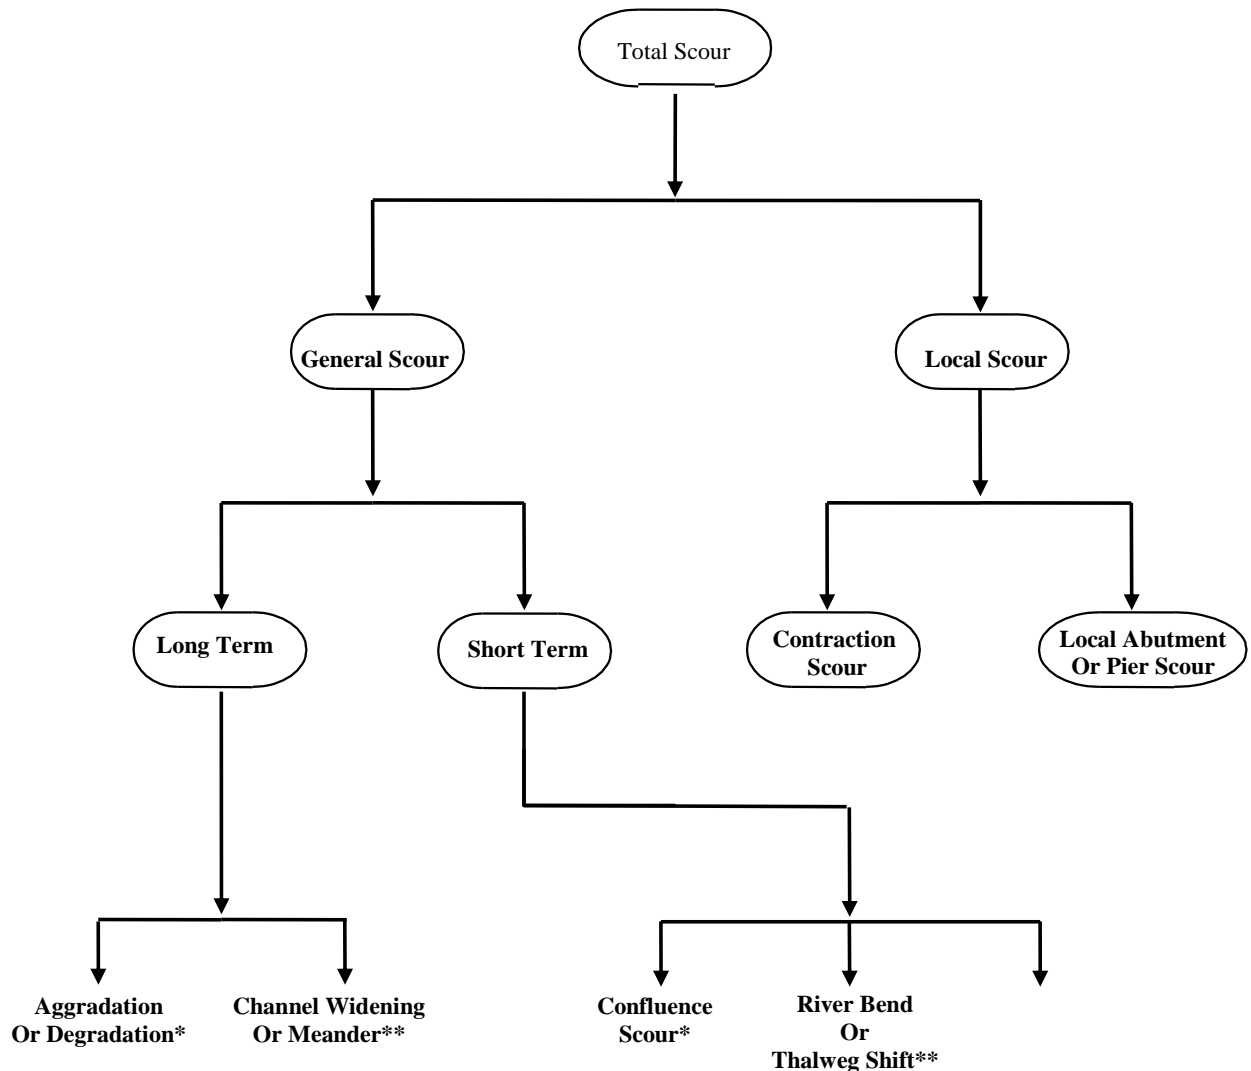 Total Scour
General Scour
Local Scour
Long Term
Short Term
Contraction
Scour
Local Abutment
Or Pier Scour
Aggradation
Or Degradation*
Channel Widening
Or Meander**
Confluence
Scour*
River Bend
Or
Thalweg Shift**